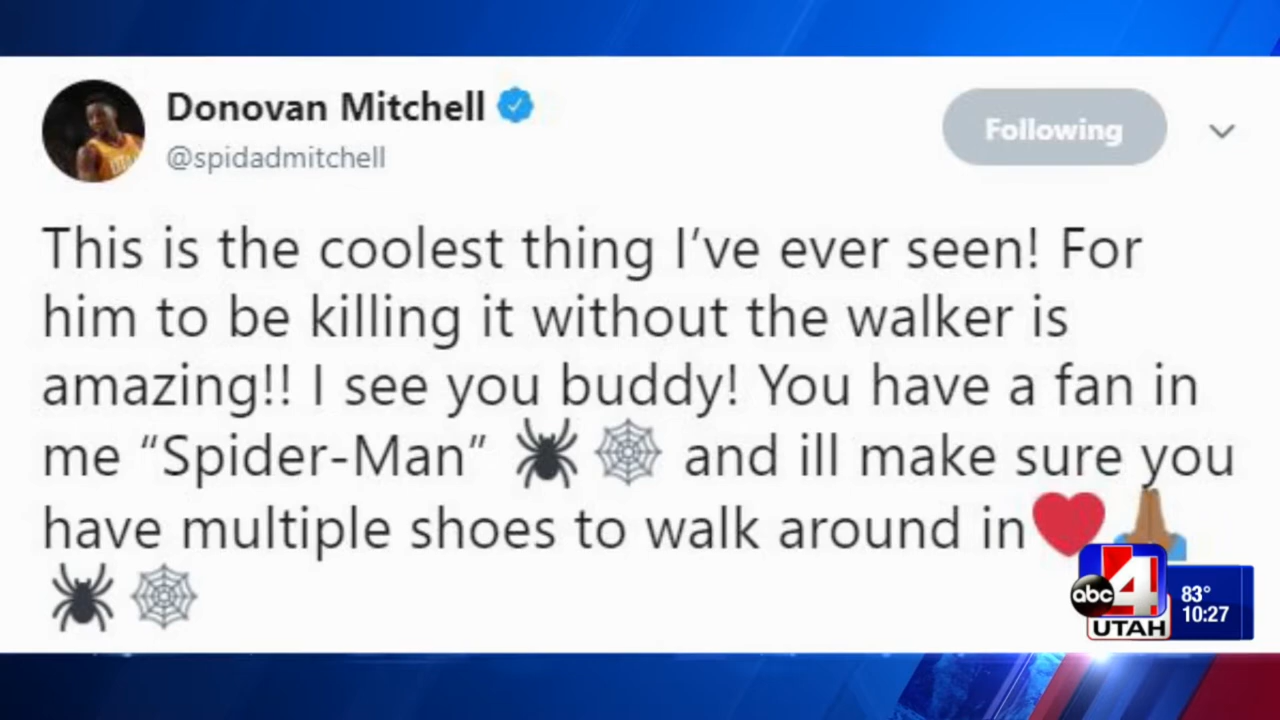 Donovan Mitchell
@spidadmitchell
Following
This is the coolest thing I’ve ever seen! For
him to be killing it without the walker is
amazing!! I see you buddy! You have a fan in
me “Spider-Man” 🕷️ 🕸️ and ill make sure you
have multiple shoes to walk around in❤️🙏🏾
🕷️ 🕸️
abc
4
UTAH
83°
10:27